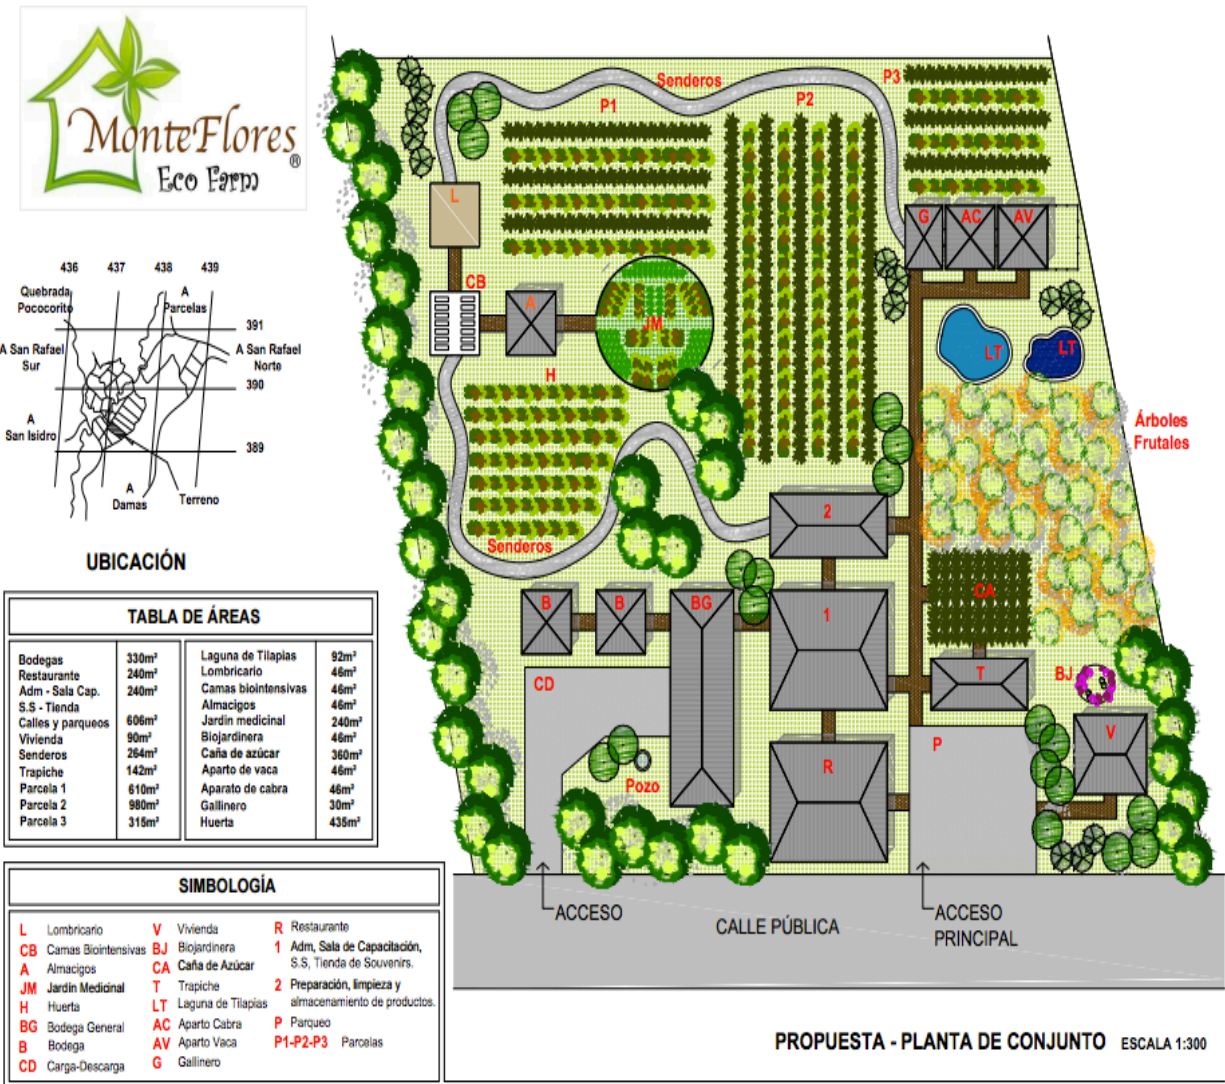 MonteFlores
®
Eco Farm
436 437 438 439
Quebrada
Pococorito
A
Parcelas
391
A San Rafael
Sur
A San Rafael
Norte
390
A
San Isidro
389
A
Damas
Terreno
UBICACIÓN
TABLA DE ÁREAS
Bodegas 330m²
Restaurante 240m²
Adm - Sala Cap. 240m²
S.S - Tienda
Calles y parqueos 606m²
Vivienda 90m²
Senderos 264m²
Trapiche 142m²
Parcela 1 610m²
Parcela 2 980m²
Parcela 3 315m²
Laguna de Tilapias 92m²
Lombricario 46m²
Camas biointensivas 46m²
Almacigos 46m²
Jardín medicinal 240m²
Biojardinera 46m²
Caña de azúcar 360m²
Aparto de vaca 46m²
Aparato de cabra 46m²
Gallinero 30m²
Huerta 435m²
SIMBOLOGÍA
L Lombricario
CB Camas Biointensivas
A Almacigos
JM Jardín Medicinal
H Huerta
BG Bodega General
B Bodega
CD Carga-Descarga
V Vivienda
BJ Biojardinera
CA Caña de Azúcar
T Trapiche
LT Laguna de Tilapias
AC Aparto Cabra
AV Aparto Vaca
G Gallinero
R Restaurante
1 Adm, Sala de Capacitación,
S.S, Tienda de Souvenirs.
2 Preparación, limpieza y
almacenamiento de productos.
P Parqueo
P1-P2-P3 Parcelas
Senderos
P1
P2
P3
L
G
AC
AV
CB
A
JM
LT
LT
H
Árboles
Frutales
2
Senderos
B
B
BG
1
CA
CD
T
BJ
P
V
R
Pozo
ACCESO
CALLE PÚBLICA
ACCESO
PRINCIPAL
PROPUESTA - PLANTA DE CONJUNTO ESCALA 1:300